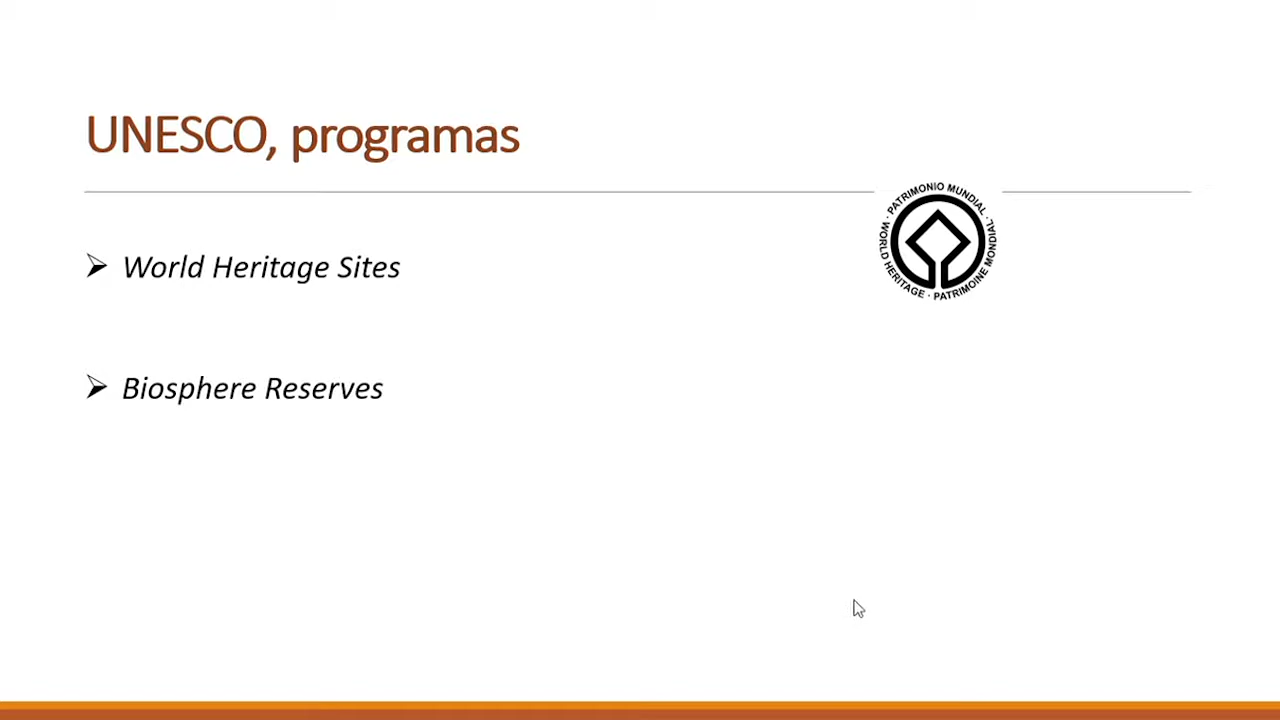 UNESCO, programas
· PATRIMONIO MUNDIAL · WORLD HERITAGE · PATRIMOINE MONDIAL
World Heritage Sites
Biosphere Reserves